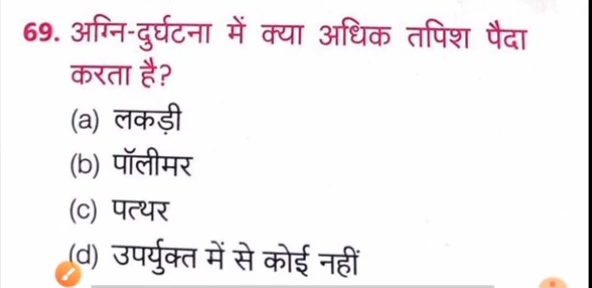 69. अग्नि-दुर्घटना में क्या अधिक तपिश पैदा
करता है?
(a) लकड़ी
(b) पॉलीमर
(c) पत्थर
(d) उपर्युक्त में से कोई नहीं